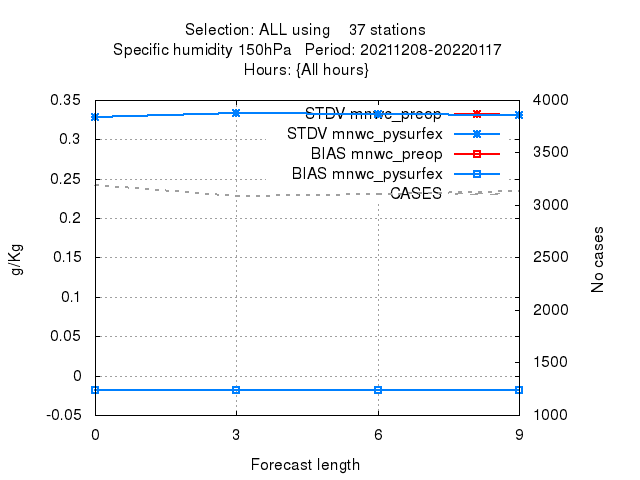 Selection: ALL using    37 stations
Specific humidity 150hPa   Period: 20211208-20220117
Hours: {All hours}
0.35
0.3
0.25
0.2
0.15
0.1
0.05
0
-0.05
g/Kg
STDV mnwc_preop
STDV mnwc_pysurfex
BIAS mnwc_preop
BIAS mnwc_pysurfex
CASES
4000
3500
3000
2500
2000
1500
1000
No cases
0 3 6 9
Forecast length